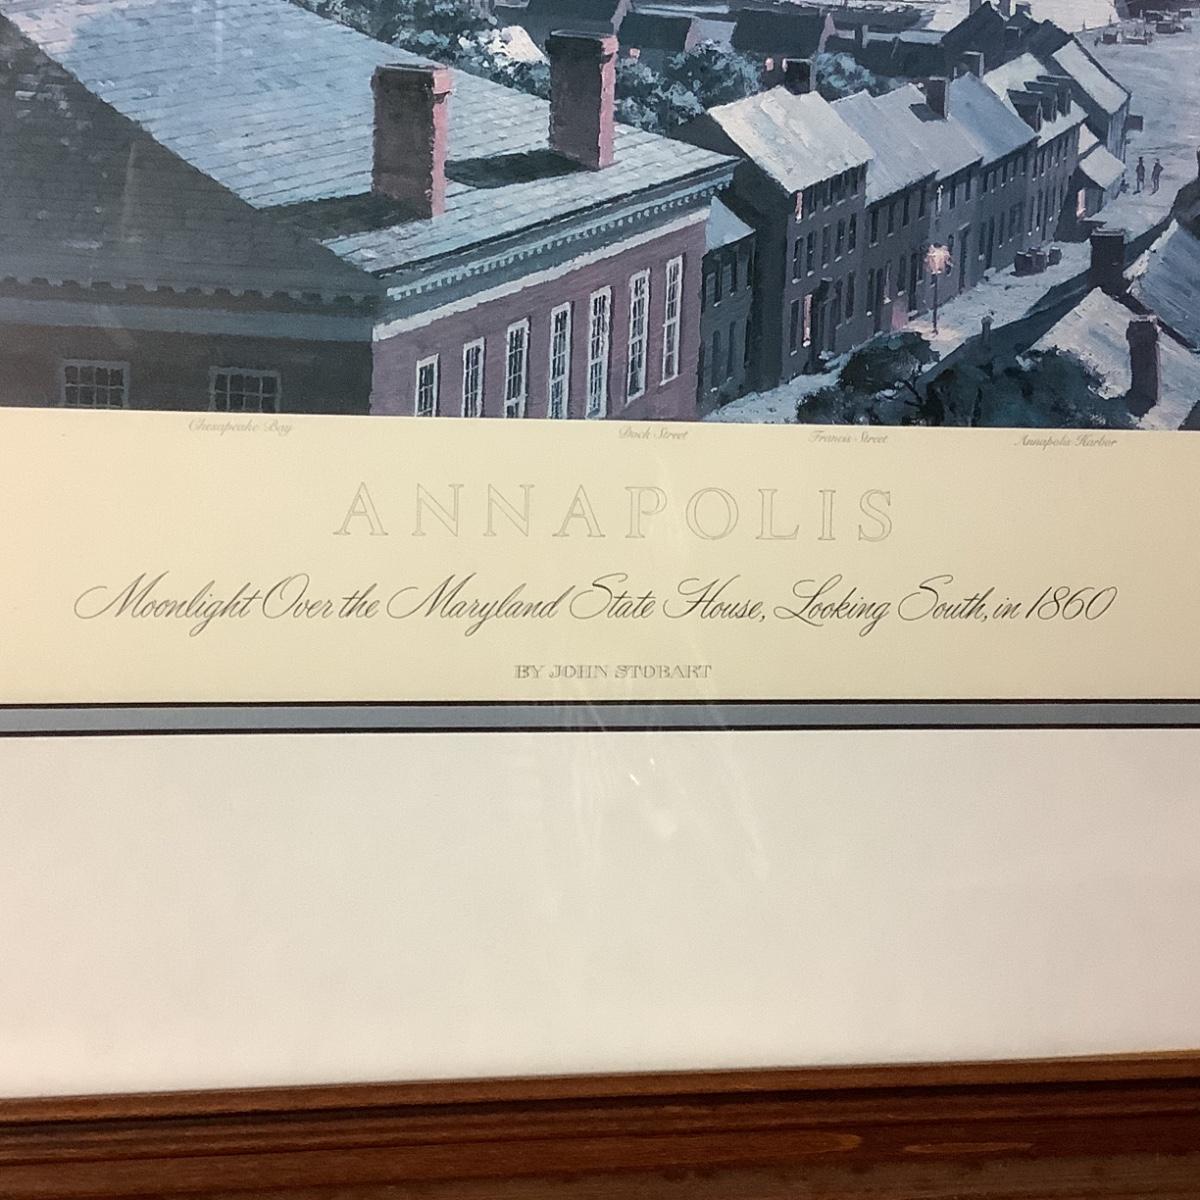 Chesapeake Bay Dock Street Francis Street Annapolis Harbor
ANNAPOLIS
Moonlight Over the Maryland State House, Looking South, in 1860
BY JOHN STOBART